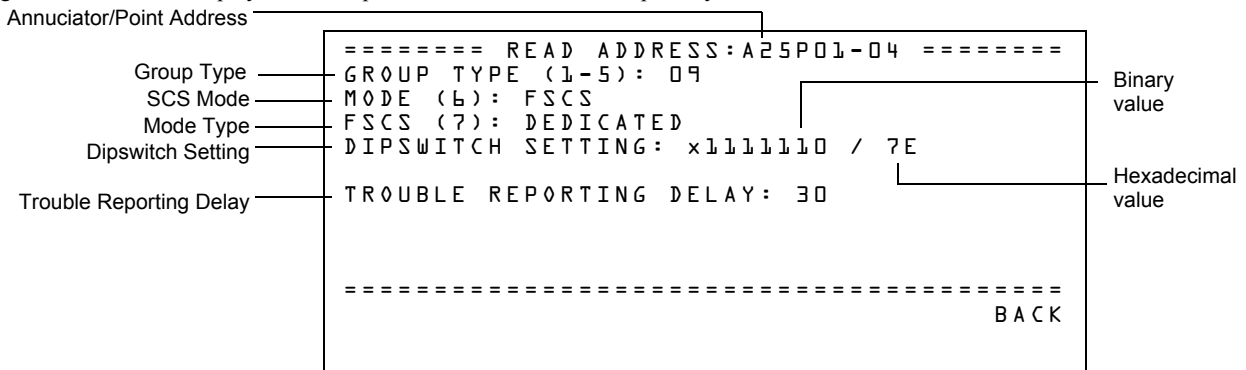 Annuciator/Point Address
======== READ ADDRESS:A25P01-04 ========
Group Type
GROUP TYPE (1-5): 09
SCS Mode
MODE (6): FSCS
Mode Type
FSCS (7): DEDICATED
Dipswitch Setting
DIPSWITCH SETTING: x1111110 / 7E
Binary
value
Hexadecimal
value
Trouble Reporting Delay
TROUBLE REPORTING DELAY: 30
========================================
BACK